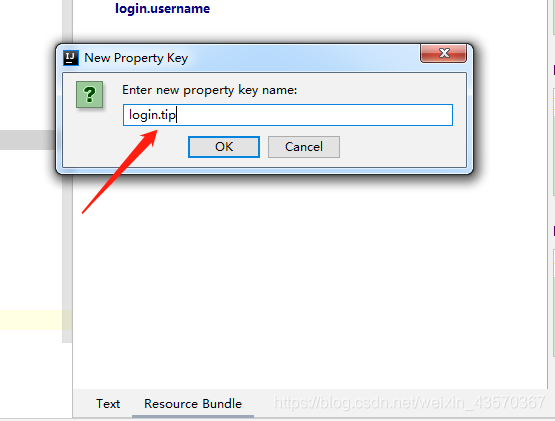 login.username
IJ New Property Key
?
Enter new property key name:
login.tip
OK Cancel
Text Resource Bundle https://blog.csdn.net/weixin_43570367